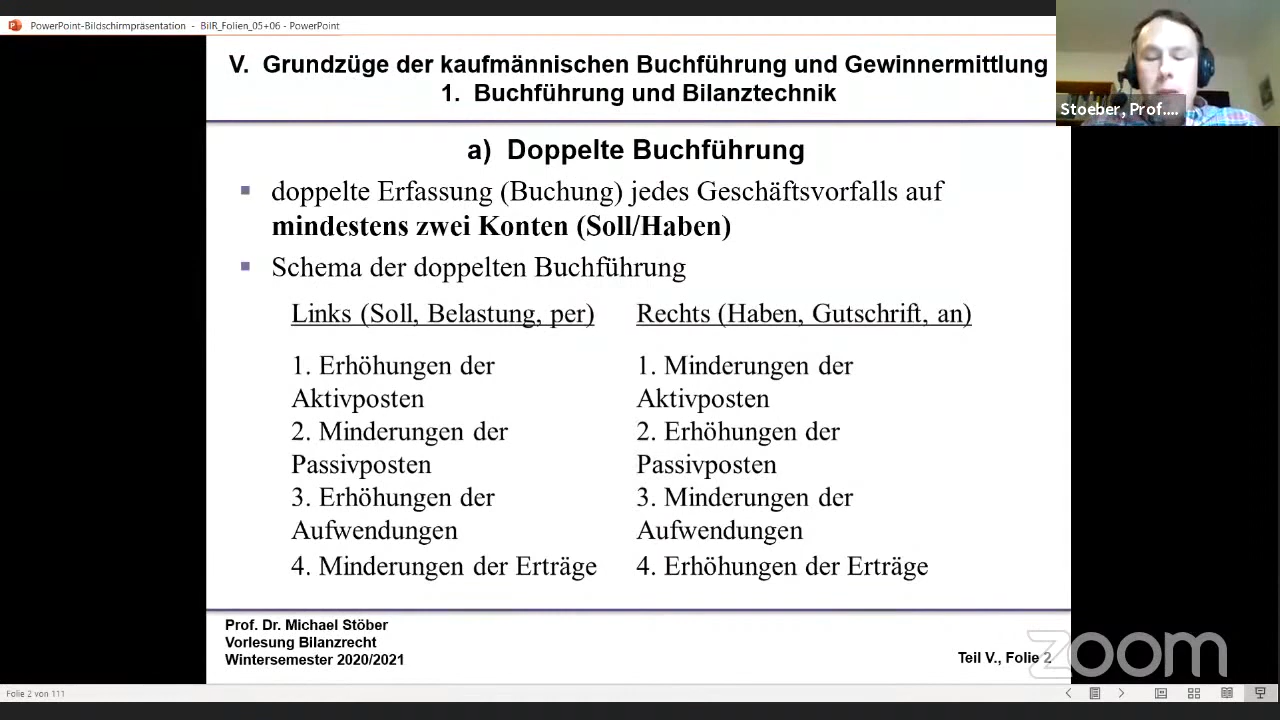 PowerPoint-Bildschirmpräsentation - BilR_Folien_05+06 - PowerPoint
V. Grundzüge der kaufmännischen Buchführung und Gewinnermittlung
1. Buchführung und Bilanztechnik
Stoeber, Prof....
a) Doppelte Buchführung
doppelte Erfassung (Buchung) jedes Geschäftsvorfalls auf
mindestens zwei Konten (Soll/Haben)
Schema der doppelten Buchführung
Links (Soll, Belastung, per)
1. Erhöhungen der
Aktivposten
2. Minderungen der
Passivposten
3. Erhöhungen der
Aufwendungen
4. Minderungen der Erträge
Rechts (Haben, Gutschrift, an)
1. Minderungen der
Aktivposten
2. Erhöhungen der
Passivposten
3. Minderungen der
Aufwendungen
4. Erhöhungen der Erträge
Prof. Dr. Michael Stöber
Vorlesung Bilanzrecht
Wintersemester 2020/2021
Teil V., Folie 2
zoom
Folie 2 von 111